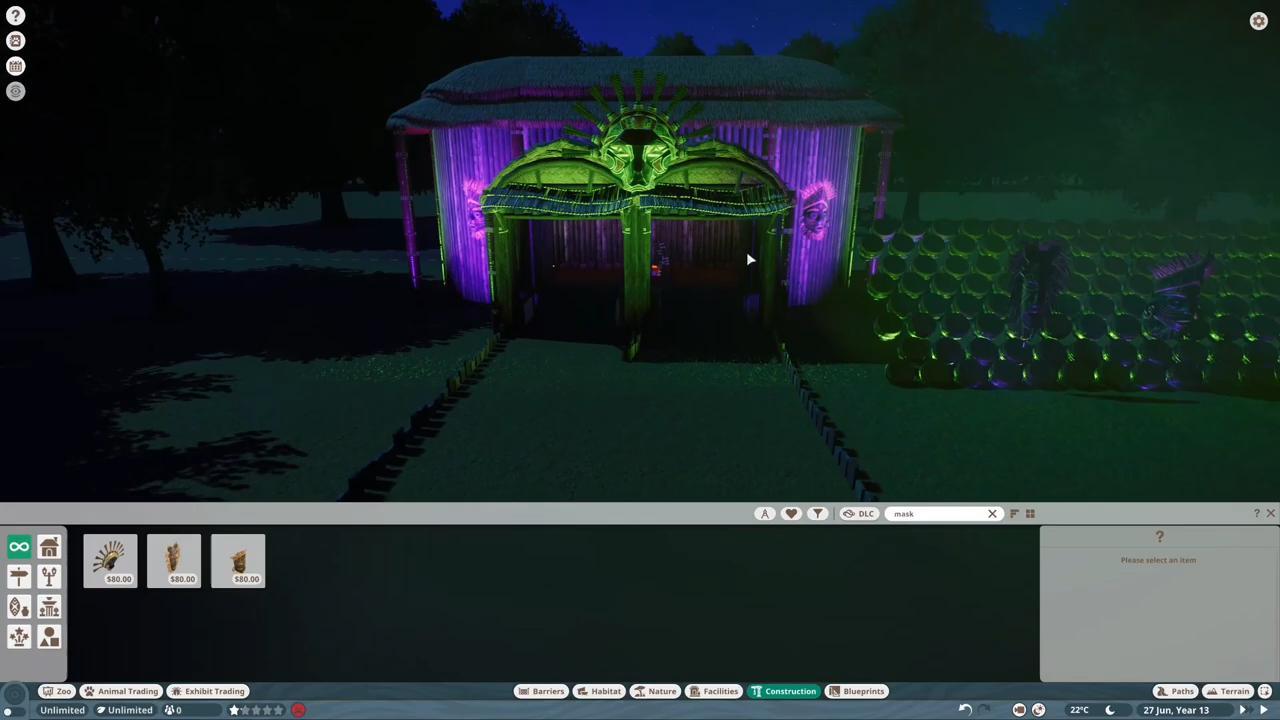 DLC
mask
$80.00
$80.00
$80.00
Please select an item
Zoo
Animal Trading
Exhibit Trading
Barriers
Habitat
Nature
Facilities
Construction
Blueprints
Paths
Terrain
Unlimited
Unlimited
0
22°C
27 Jun, Year 13